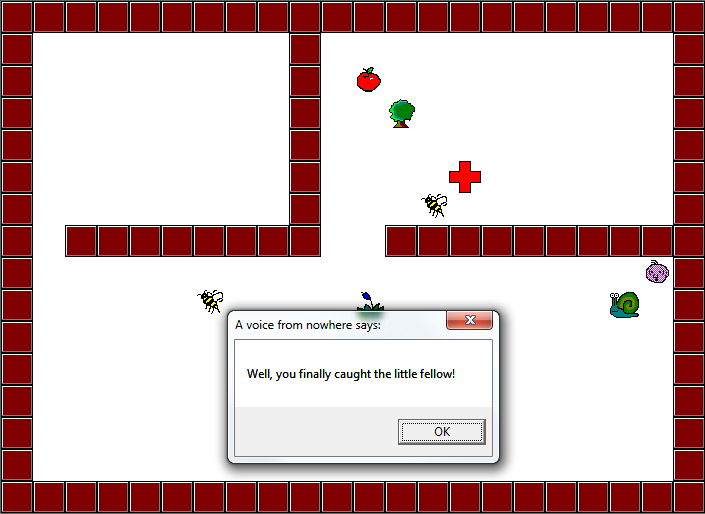 A voice from nowhere says:
Well, you finally caught the little fellow!
OK